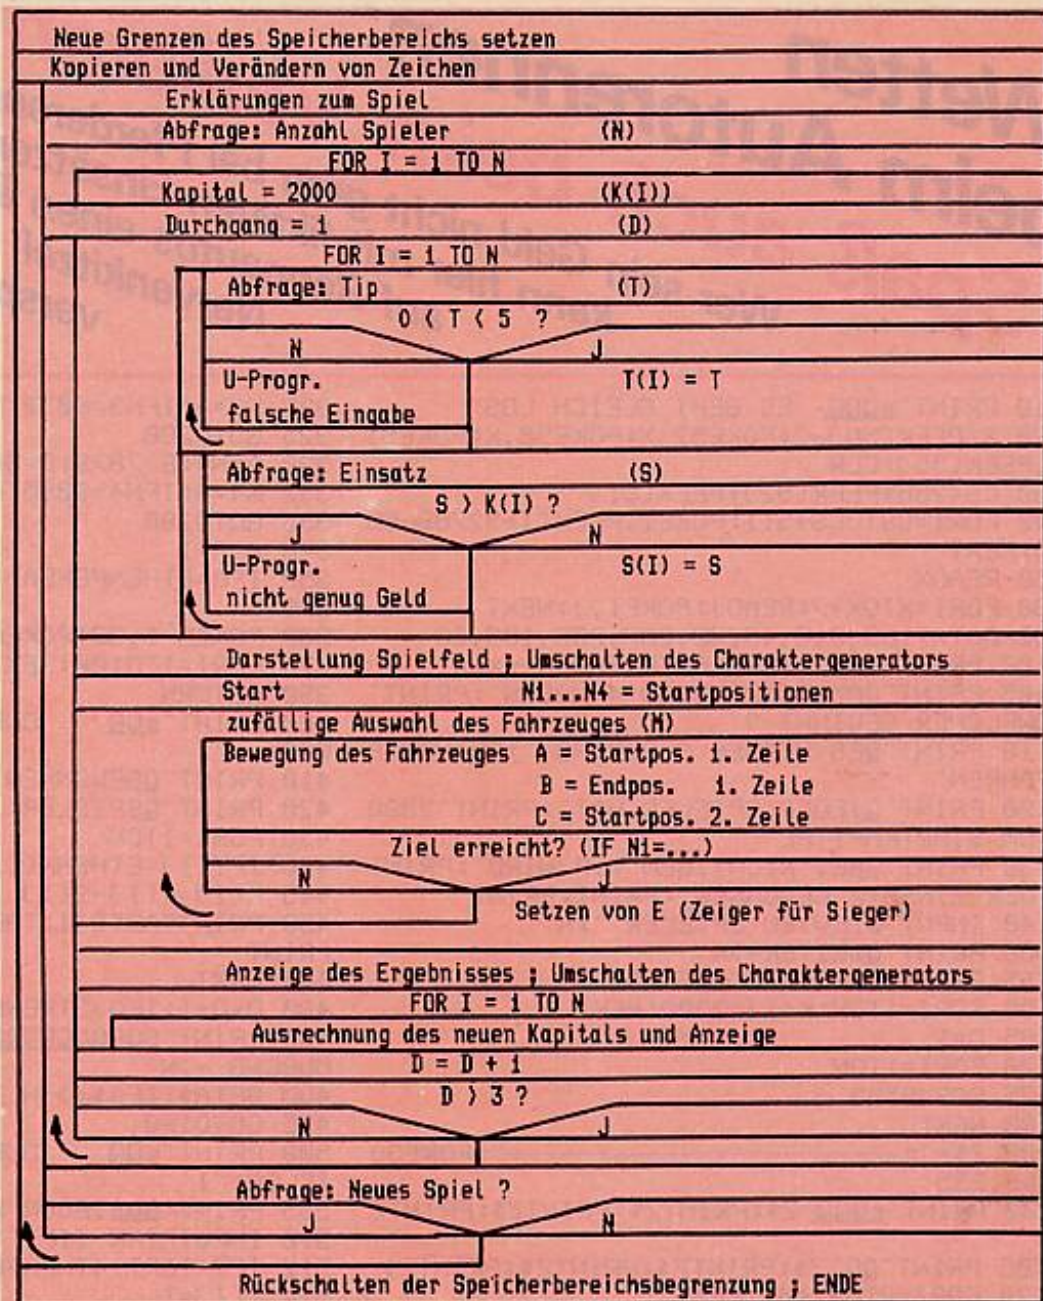 Neue Grenzen des Speicherbereichs setzen
Kopieren und Verändern von Zeichen
Erklärungen zum Spiel
Abfrage: Anzahl Spieler (N)
FOR I = 1 TO N
Kapital = 2000 (K(I))
Durchgang = 1 (D)
FOR I = 1 TO N
Abfrage: Tip (T)
0 < T < 5 ?
N J
U-Progr. T(I) = T
falsche Eingabe
Abfrage: Einsatz (S)
S > K(I) ?
J N
U-Progr. S(I) = S
nicht genug Geld
Darstellung Spielfeld ; Umschalten des Charaktergenerators
Start N1...N4 = Startpositionen
zufällige Auswahl des Fahrzeuges (M)
Bewegung des Fahrzeuges A = Startpos. 1. Zeile
B = Endpos. 1. Zeile
C = Startpos. 2. Zeile
Ziel erreicht? (IF N1=...)
N J
Setzen von E (Zeiger für Sieger)
Anzeige des Ergebnisses ; Umschalten des Charaktergenerators
FOR I = 1 TO N
Ausrechnung des neuen Kapitals und Anzeige
D = D + 1
D > 3 ?
N J
Abfrage: Neues Spiel ?
J N
Rückschalten der Speicherbereichsbegrenzung ; ENDE